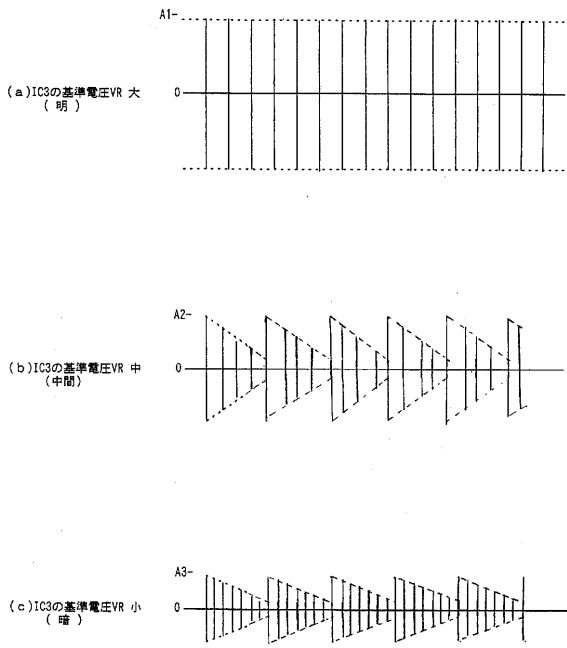 A1-
(a)IC3の基準電圧VR 大
0
(明)
A2-
(b)IC3の基準電圧VR 中
0
(中間)
A3-
(c)IC3の基準電圧VR 小
0
(暗)